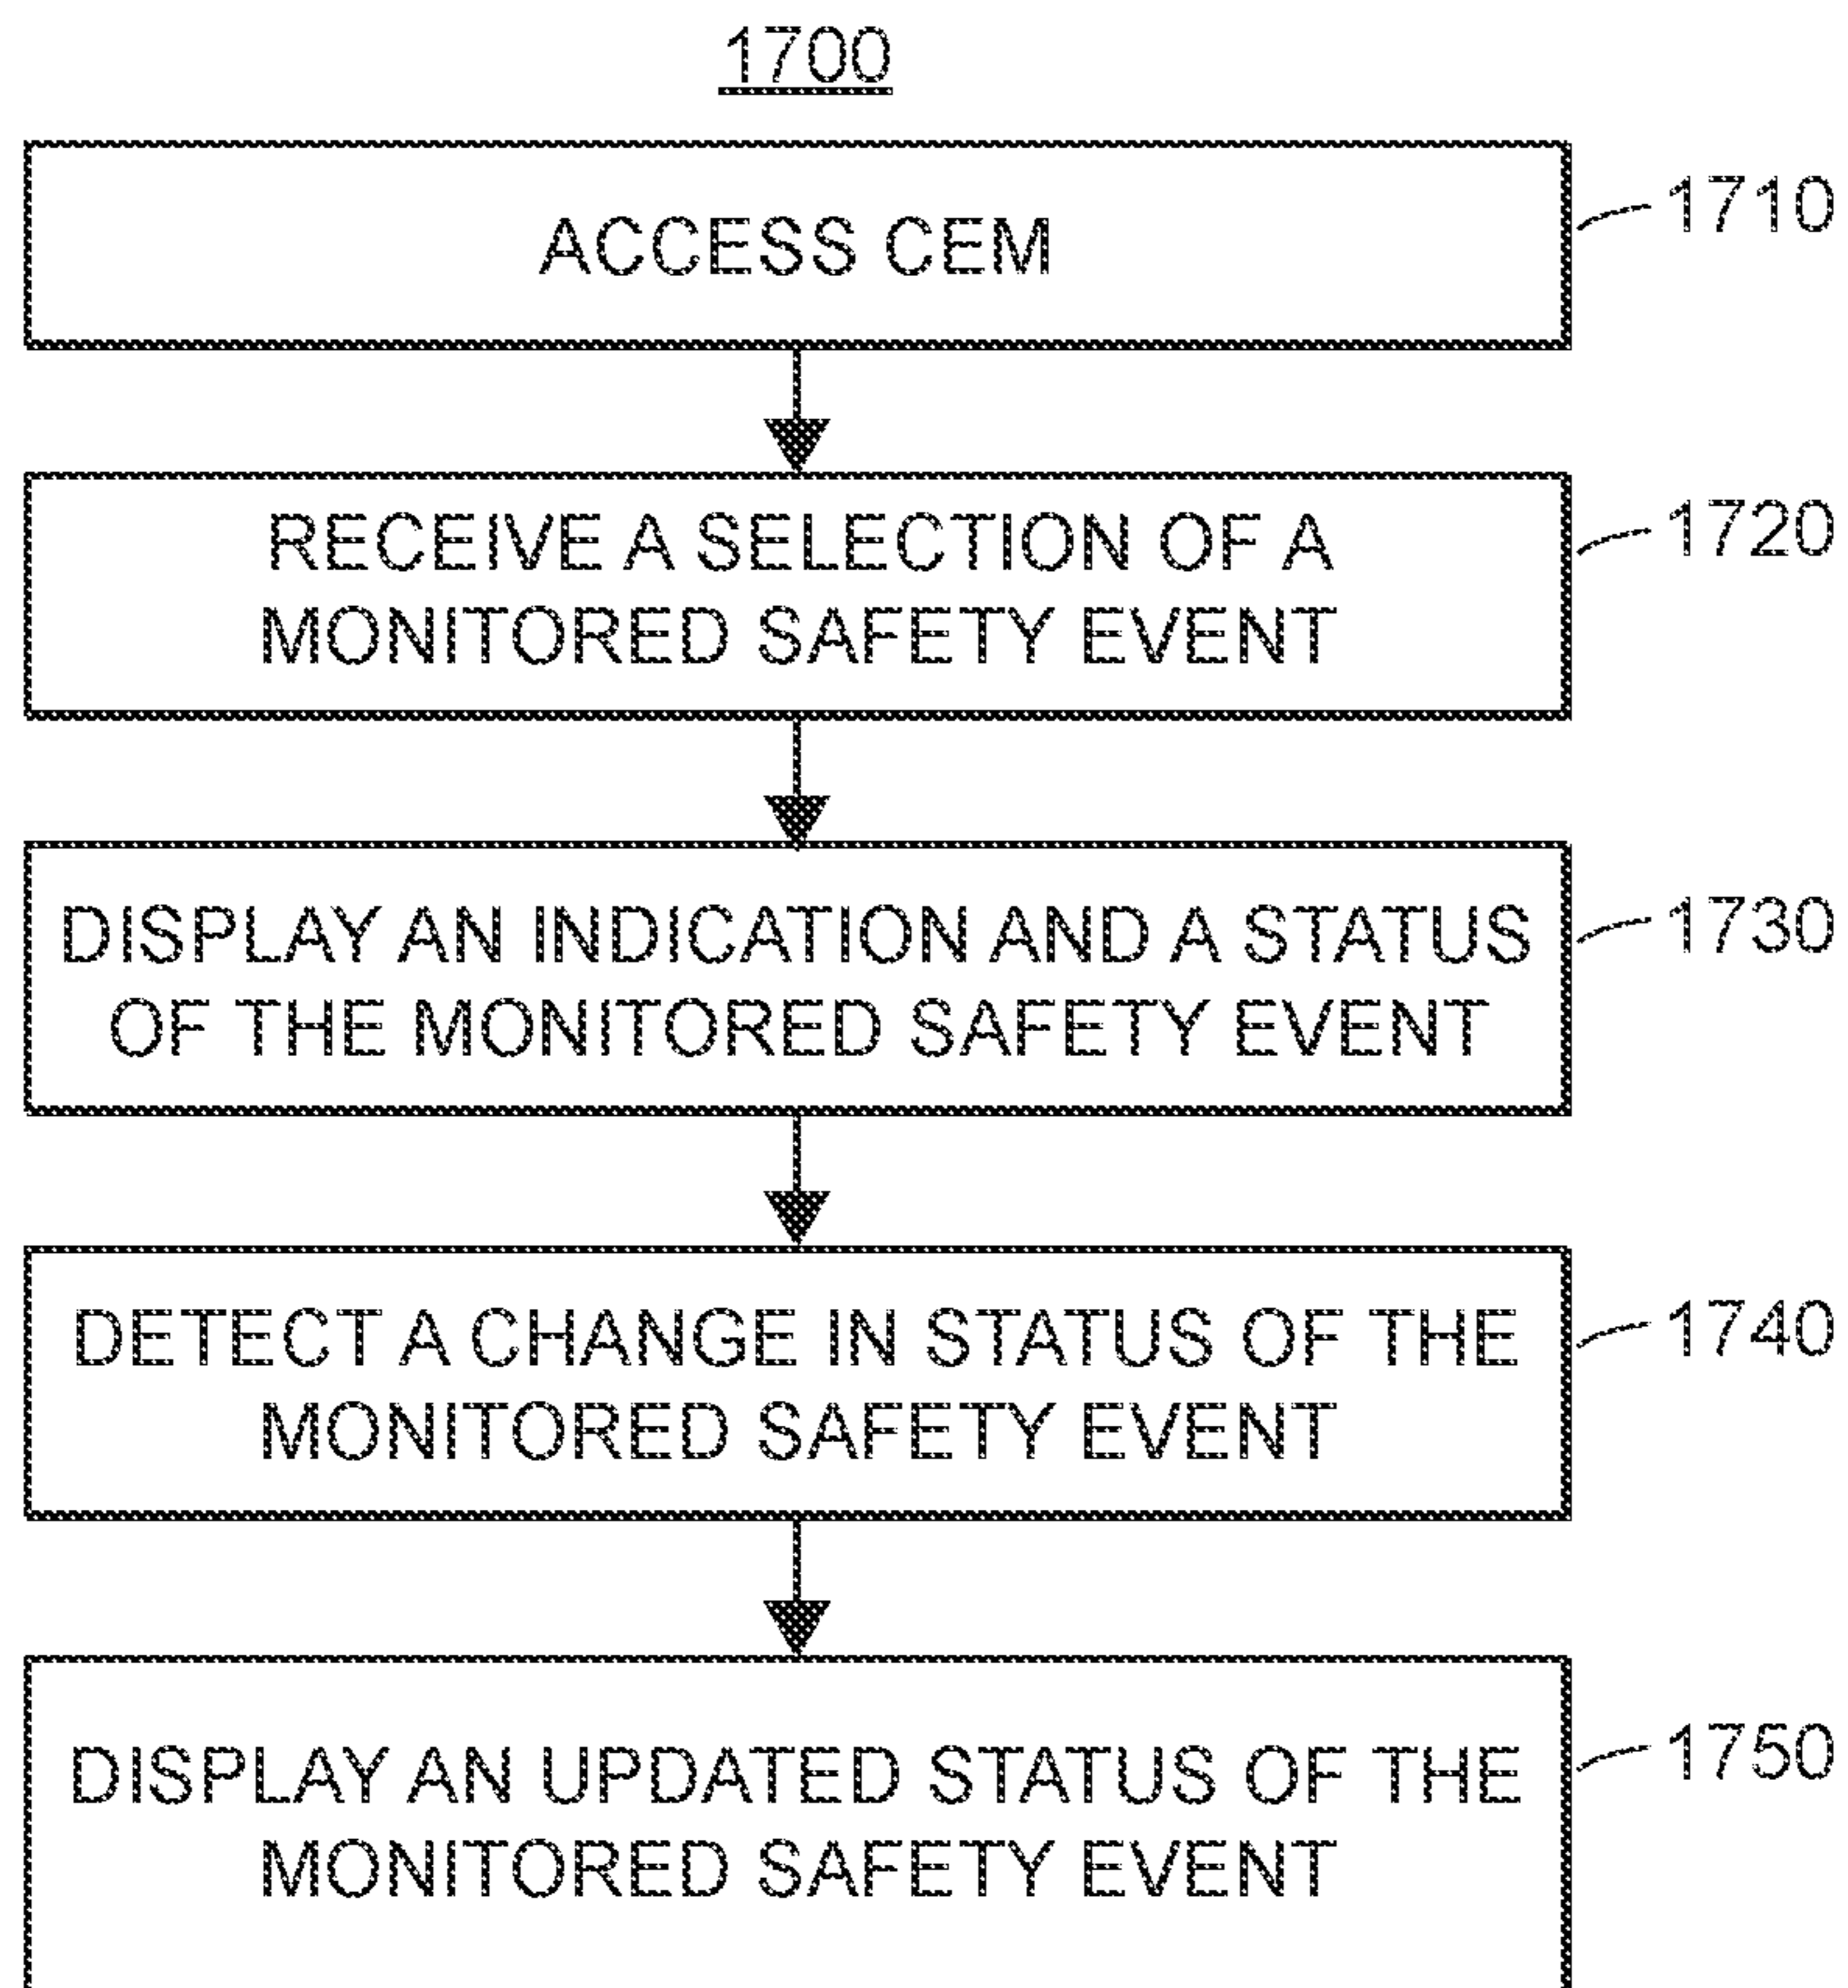 1700
ACCESS CEM
1710
RECEIVE A SELECTION OF A
MONITORED SAFETY EVENT
1720
DISPLAY AN INDICATION AND A STATUS
OF THE MONITORED SAFETY EVENT
1730
DETECT A CHANGE IN STATUS OF THE
MONITORED SAFETY EVENT
1740
DISPLAY AN UPDATED STATUS OF THE
MONITORED SAFETY EVENT
1750